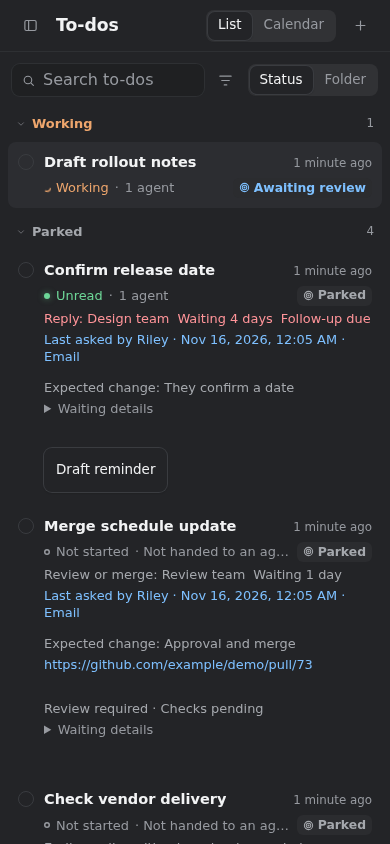 To-dos
List
Calendar
Search to-dos
Status
Folder
Working
1
Draft rollout notes
1 minute ago
Working · 1 agent
Awaiting review
Parked
4
Confirm release date
1 minute ago
Unread · 1 agent
Parked
Reply: Design team Waiting 4 days Follow-up due
Last asked by Riley · Nov 16, 2026, 12:05 AM ·
Email
Expected change: They confirm a date
Waiting details
Draft reminder
Merge schedule update
1 minute ago
Not started · Not handed to an ag…
Parked
Review or merge: Review team Waiting 1 day
Last asked by Riley · Nov 16, 2026, 12:05 AM ·
Email
Expected change: Approval and merge
https://github.com/example/demo/pull/73
Review required · Checks pending
Waiting details
Check vendor delivery
1 minute ago
Not started · Not handed to an ag…
Parked